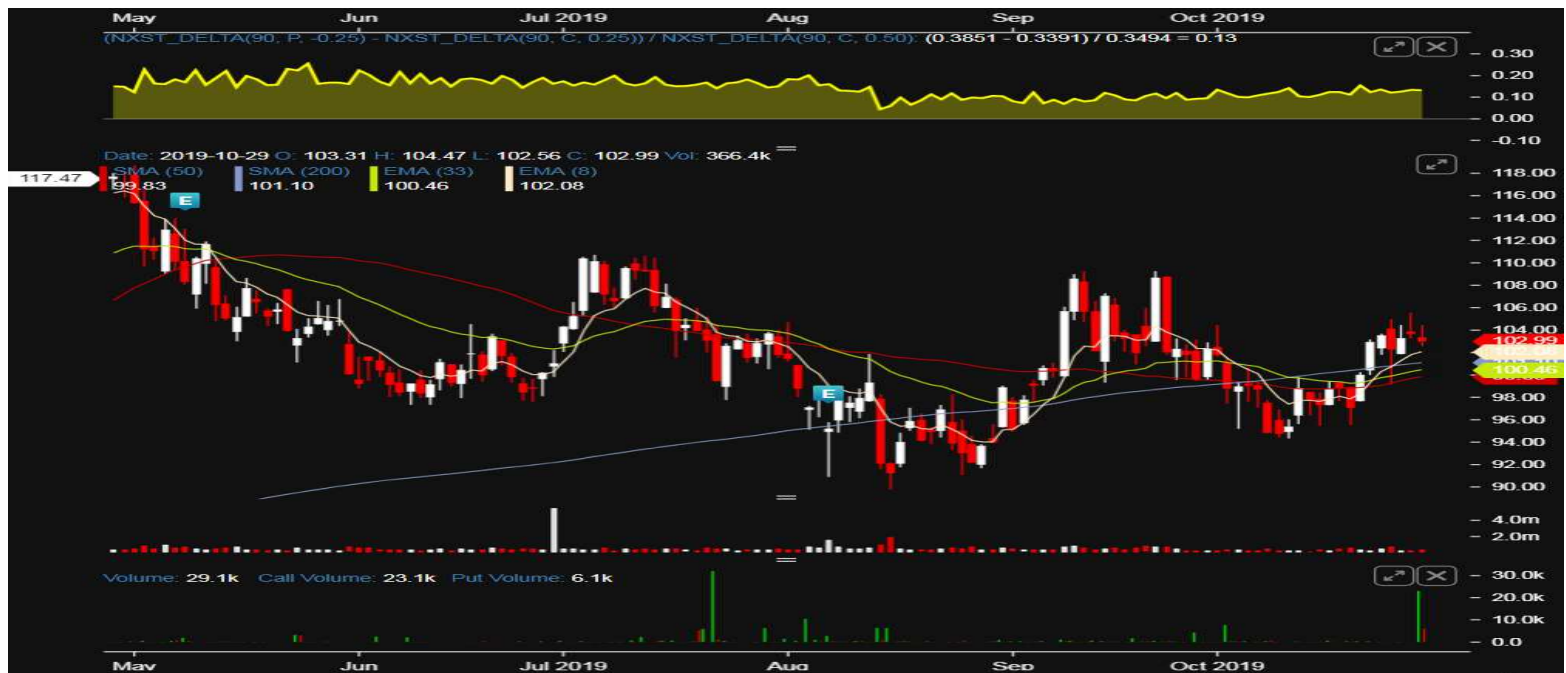 May Jun Jul 2019 Aug Sep Oct 2019
(NXST_DELTA(90, P, -0.25) - NXST_DELTA(90, C, 0.25)) / NXST_DELTA(90, C, 0.50): (0.3851 - 0.3391) / 0.3494 = 0.13
0.30
0.20
0.10
0.00
-0.10
Date: 2019-10-29 O: 103.31 H: 104.47 L: 102.56 C: 102.99 Vol: 366.4k
SMA (50) SMA (200) EMA (33) EMA (8)
99.83 101.10 100.46 102.08
117.47
E
E
118.00
116.00
114.00
112.00
110.00
108.00
106.00
104.00
102.99
100.46
98.00
96.00
94.00
92.00
90.00
4.0m
2.0m
Volume: 29.1k Call Volume: 23.1k Put Volume: 6.1k
30.0k
20.0k
10.0k
0.0
May Jun Jul 2019 Aug Sep Oct 2019